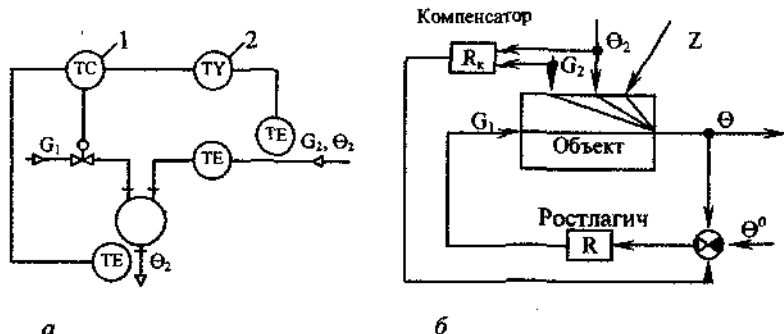 1
2
TC
TY
TE
G₁
TE
G₂, Θ₂
TE
Θ₂
а
Компенсатор
Rк
Θ₂
G₂
Z
G₁
Объект
Θ
Ростлагич
R
Θ⁰
б